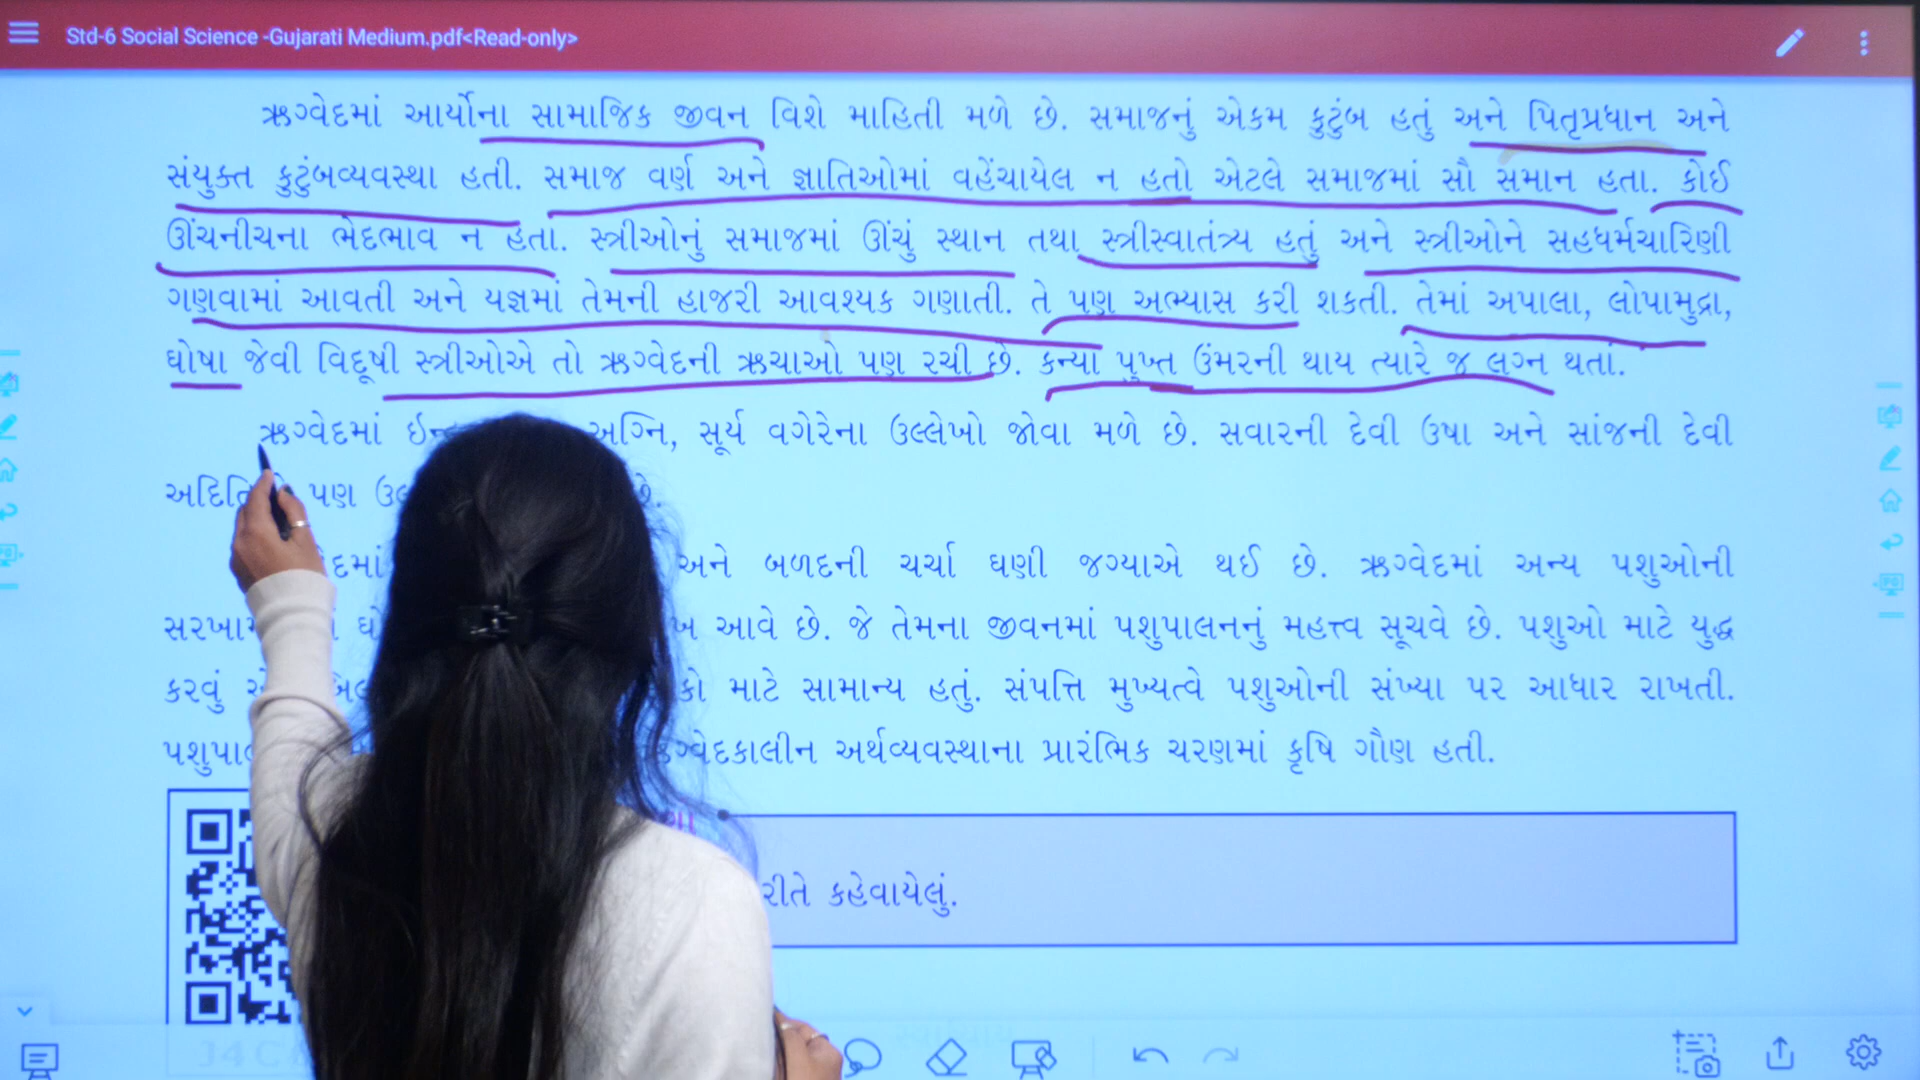 Std-6 Social Science -Gujarati Medium.pdf<Read-only>
ઋગ્વેદમાં આર્યોના સામાજિક જીવન વિશે માહિતી મળે છે. સમાજનું એકમ કુટુંબ હતું અને પિતૃપ્રધાન અને
સંયુક્ત કુટુંબવ્યવસ્થા હતી. સમાજ વર્ણ અને જ્ઞાતિઓમાં વહેંચાયેલ ન હતો એટલે સમાજમાં સૌ સમાન હતા. કોઈ
ઊંચનીચના ભેદભાવ ન હતા. સ્ત્રીઓનું સમાજમાં ઊંચું સ્થાન તથા સ્ત્રીસ્વાતંત્ર્ય હતું અને સ્ત્રીઓને સહધર્મચારિણી
ગણવામાં આવતી અને યજ્ઞમાં તેમની હાજરી આવશ્યક ગણાતી. તે પણ અભ્યાસ કરી શકતી. તેમાં અપાલા, લોપામુદ્રા,
ઘોષા જેવી વિદૂષી સ્ત્રીઓએ તો ઋગ્વેદની ઋચાઓ પણ રચી છે. કન્યા પુખ્ત ઉંમરની થાય ત્યારે જ લગ્ન થતાં.
ઋગ્વેદમાં અગ્નિ, સૂર્ય વગેરેના ઉલ્લેખો જોવા મળે છે. સવારની દેવી ઉષા અને સાંજની દેવી
પણ છે.
અને બળદની ચર્ચા ઘણી જગ્યાએ થઈ છે. ઋગ્વેદમાં અન્ય પશુઓની
આવે છે. જે તેમના જીવનમાં પશુપાલનનું મહત્ત્વ સૂચવે છે. પશુઓ માટે યુદ્ધ
કરવું માટે સામાન્ય હતું. સંપત્તિ મુખ્યત્વે પશુઓની સંખ્યા પર આધાર રાખતી.
અર્થવ્યવસ્થાના પ્રારંભિક ચરણમાં કૃષિ ગૌણ હતી.
રીતે કહેવાયેલું.